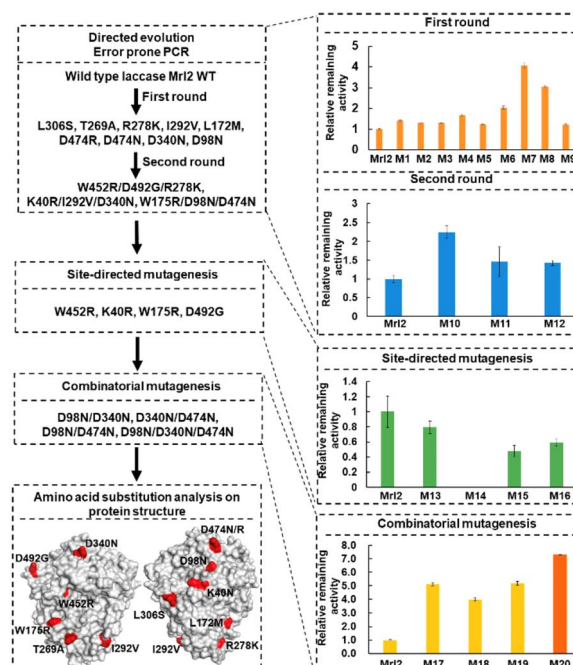 Directed evolution
Error prone PCR
Wild type laccase Mrl2 WT
First round
L306S, T269A, R278K, I292V, L172M,
D474R, D474N, D340N, D98N
Second round
W452R/D492G/R278K,
K40R/I292V/D340N, W175R/D98N/D474N
Site-directed mutagenesis
W452R, K40R, W175R, D492G
Combinatorial mutagenesis
D98N/D340N, D340N/D474N,
D98N/D474N, D98N/D340N/D474N
Amino acid substitution analysis on
protein structure
D340N
D492G
W452R
W175R
T269A
I292V
D474N/R
D98N
K40N
L306S
L172M
I292V
R278K
First round
Relative remaining
activity
5
4
3
2
1
0
Mrl2 M1 M2 M3 M4 M5 M6 M7 M8 M9
Second round
Relative remaining
activity
3
2.5
2
1.5
1
0.5
0
Mrl2 M10 M11 M12
Site-directed mutagenesis
Relative remaining
activity
1.4
1.2
1
0.8
0.6
0.4
0.2
0
Mrl2 M13 M14 M15 M16
Combinatorial mutagenesis
Relative remaining
activity
8.0
7.0
6.0
5.0
4.0
3.0
2.0
1.0
0.0
Mrl2 M17 M18 M19 M20